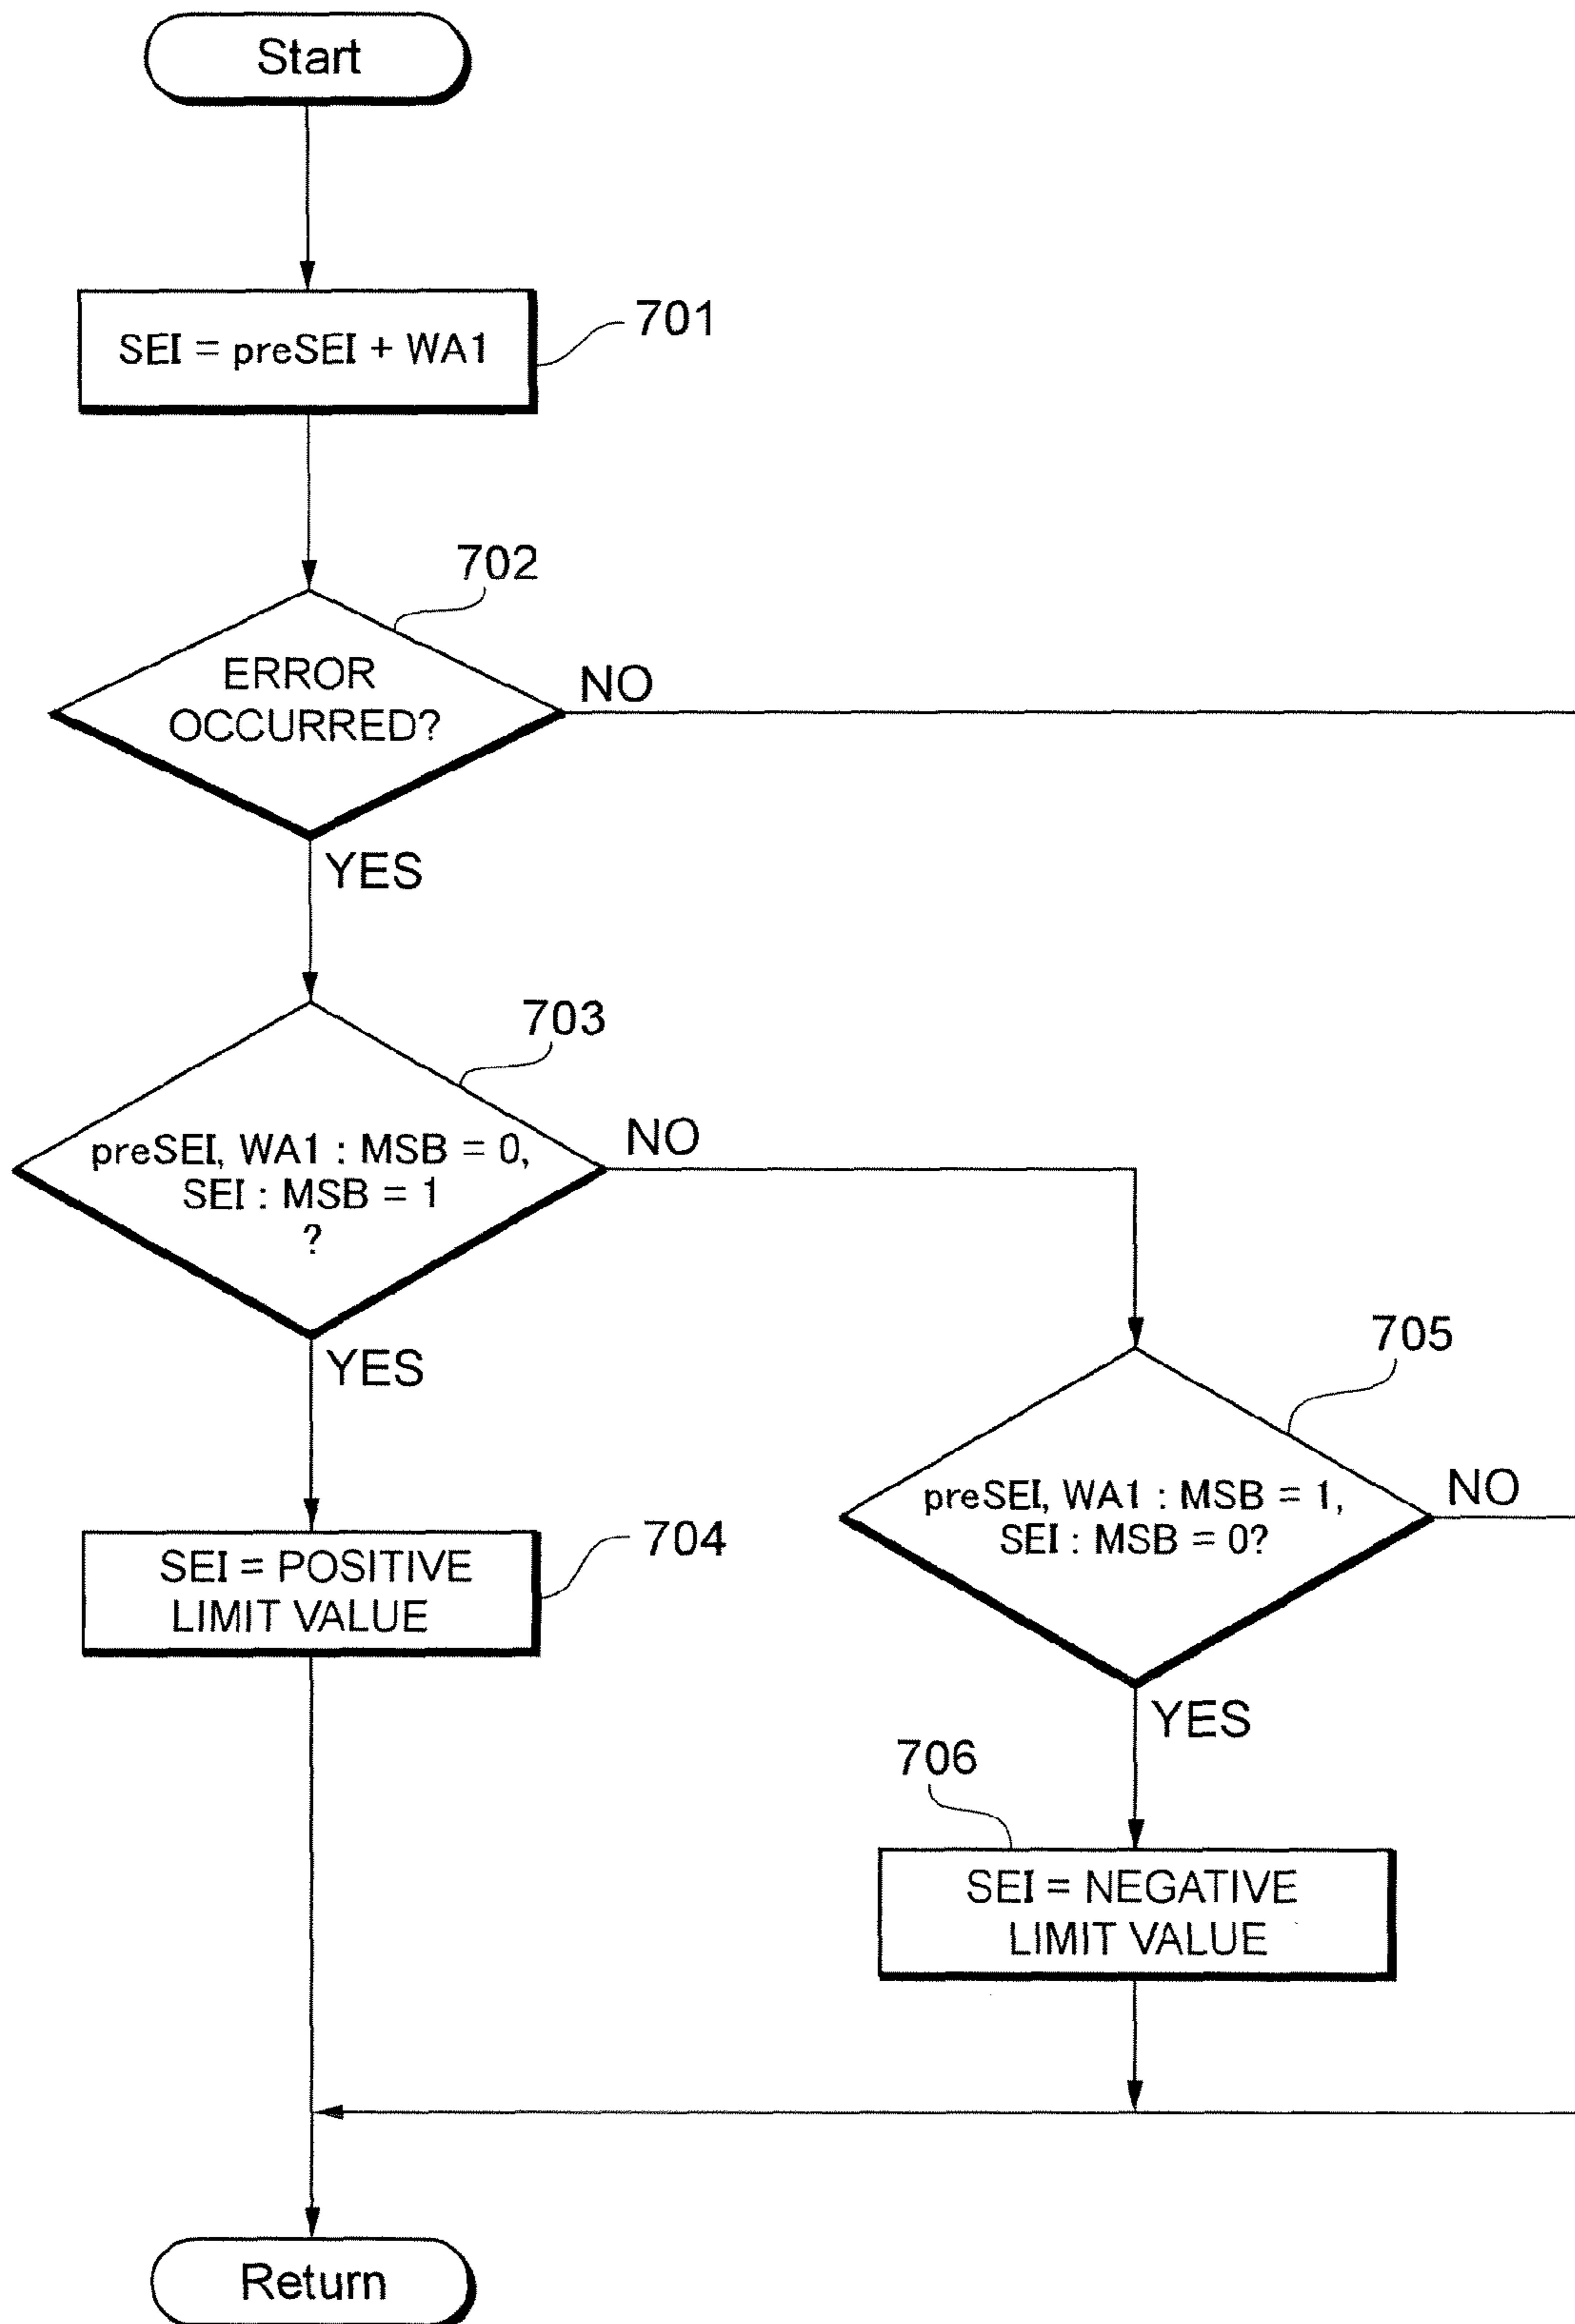 Start
SEI = preSEI + WA1
701
702
ERROR
OCCURRED?
NO
YES
703
preSEI, WA1 : MSB = 0,
SEI : MSB = 1
?
NO
YES
705
preSEI, WA1 : MSB = 1,
SEI : MSB = 0?
NO
YES
SEI = POSITIVE
LIMIT VALUE
704
706
SEI = NEGATIVE
LIMIT VALUE
Return